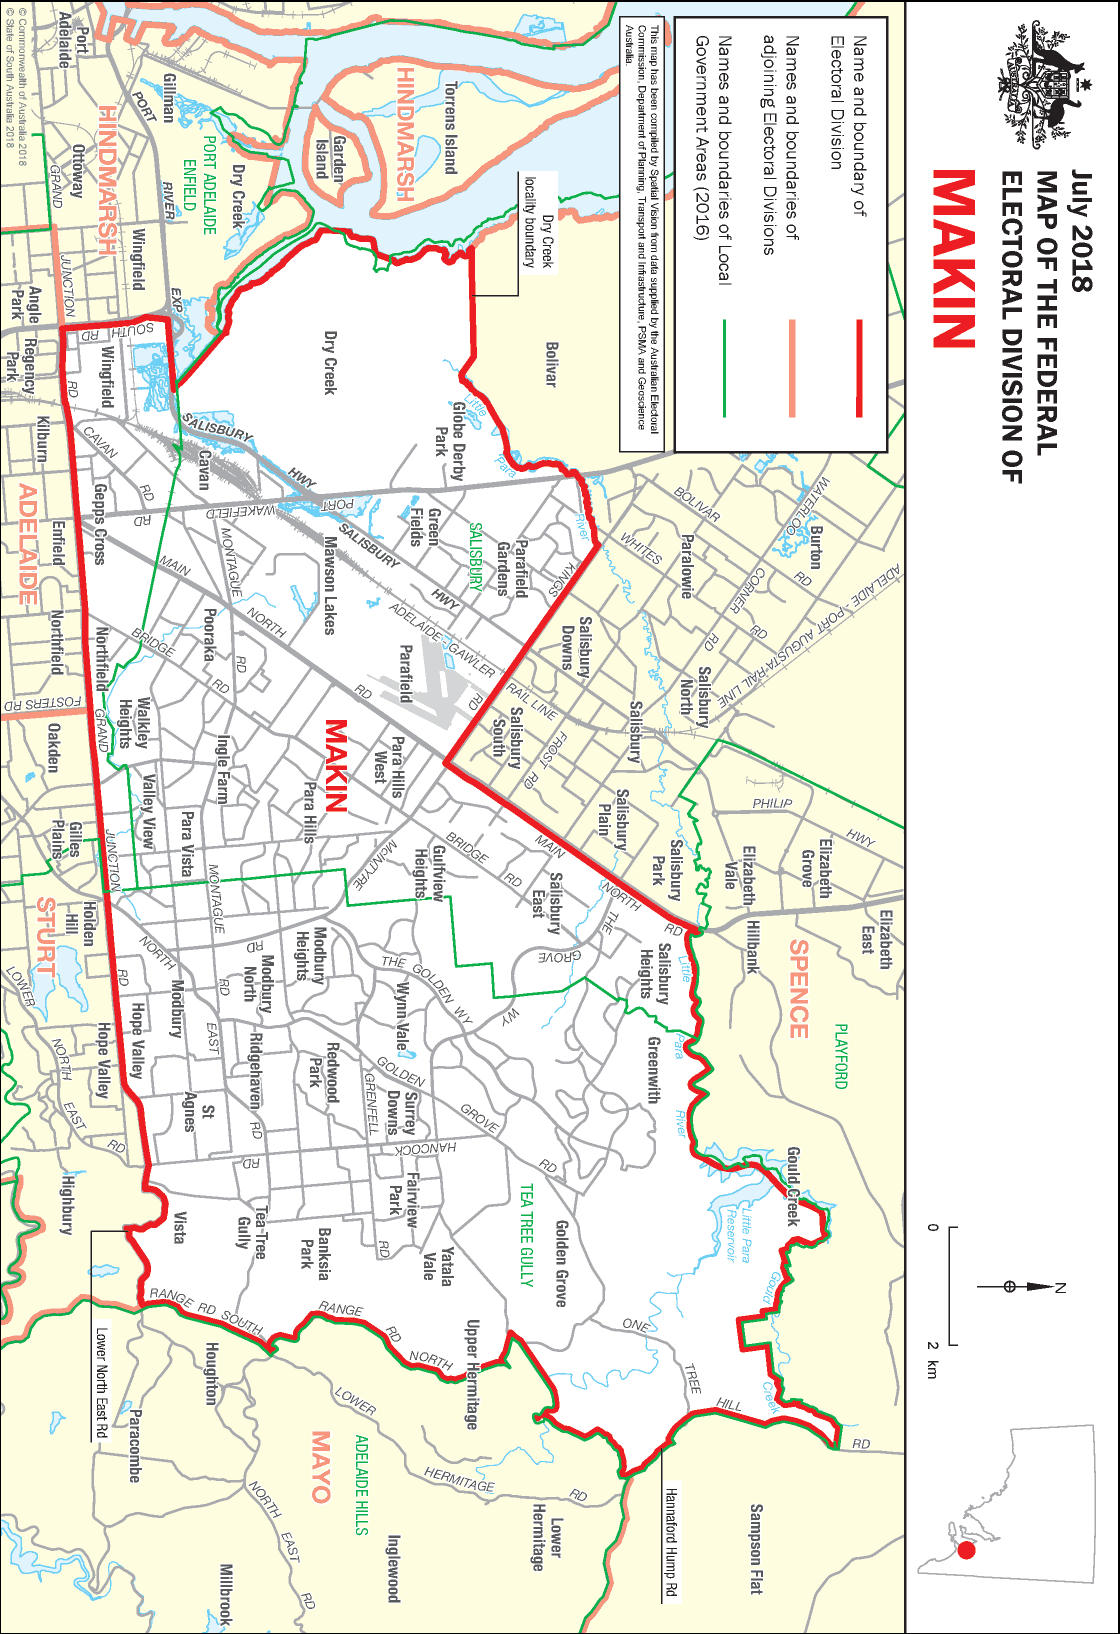 July 2018
MAP OF THE FEDERAL
ELECTORAL DIVISION OF
MAKIN
N
0
2 km
Name and boundary of
Electoral Division
Names and boundaries of
adjoining Electoral Divisions
Names and boundaries of Local
Government Areas (2016)
This map has been compiled by Spatial Vision from data supplied by the Australian Electoral
Commission, Department of Planning, Transport and Infrastructure, PSMA and Geoscience
Australia.
Dry Creek
locality boundary
Bolivar
Burton
Paralowie
WATERLOO
CORNER
RD
RD
BOLIVAR
RD
WHITES
ADELAIDE - PORT AUGUSTA RAIL LINE
Salisbury
North
Salisbury
Salisbury
Downs
Salisbury
South
Salisbury
Plain
Salisbury
Park
FROST RD
PHILIP
HWY
Elizabeth
Vale
Elizabeth
Grove
Elizabeth
East
Hillbank
SPENCE
PLAYFORD
Gould Creek
Little Para
Reservoir
Gould
Creek
Sampson Flat
RD
Hannaford Hump Rd
ONE
TREE
HILL
Torrens Island
HINDMARSH
Garden
Island
Port
Adelaide
Gillman
PORT
RIVER
EXP
Dry Creek
PORT ADELAIDE
ENFIELD
HINDMARSH
Ottoway
GRAND
JUNCTION
RD
Wingfield
Wingfield
SOUTH
RD
Angle
Park
Regency
Park
Kilburn
ADELAIDE
Enfield
Northfield
Northfield
FOSTERS RD
Oakden
Gilles
Plains
Holden
Hill
STURT
LOWER
NORTH
EAST
RD
Hope Valley
Highbury
Dry Creek
Little
Para
River
Globe Derby
Park
Green
Fields
SALISBURY
Parafield
Gardens
KINGS
RD
SALISBURY
HWY
SALISBURY
HWY
PORT
WAKEFIELD
RD
Cavan
CAVAN
RD
Gepps Cross
MAIN
NORTH
RD
MONTAGUE
RD
Mawson Lakes
Pooraka
BRIDGE
RD
ADELAIDE - GAWLER
RAIL LINE
Parafield
MAKIN
Walkley
Heights
Ingle Farm
Valley View
Para Vista
Para Hills
West
Para Hills
McINTYRE
BRIDGE
RD
Gulfview
Heights
MAIN
NORTH
RD
Salisbury
East
THE
GROVE
WY
Salisbury
Heights
Little
Para
River
Greenwith
GRAND
JUNCTION
RD
MONTAGUE
RD
NORTH
EAST
RD
Modbury
Heights
Modbury
North
Modbury
THE GOLDEN WY
Wynn Vale
Hope Valley
Ridgehaven
RD
Redwood
Park
GOLDEN
GROVE
RD
Surrey
Downs
GRENFELL
RD
HANCOCK
RD
St
Agnes
Fairview
Park
TEA TREE GULLY
Golden Grove
Yatala
Vale
Banksia
Park
Tea Tree
Gully
Vista
RANGE RD SOUTH
RANGE
RD
NORTH
Upper Hermitage
Lower North East Rd
Houghton
Paracombe
MAYO
ADELAIDE HILLS
LOWER
HERMITAGE
RD
NORTH
EAST
RD
Lower
Hermitage
Inglewood
Millbrook
© Commonwealth of Australia 2018
© State of South Australia 2018